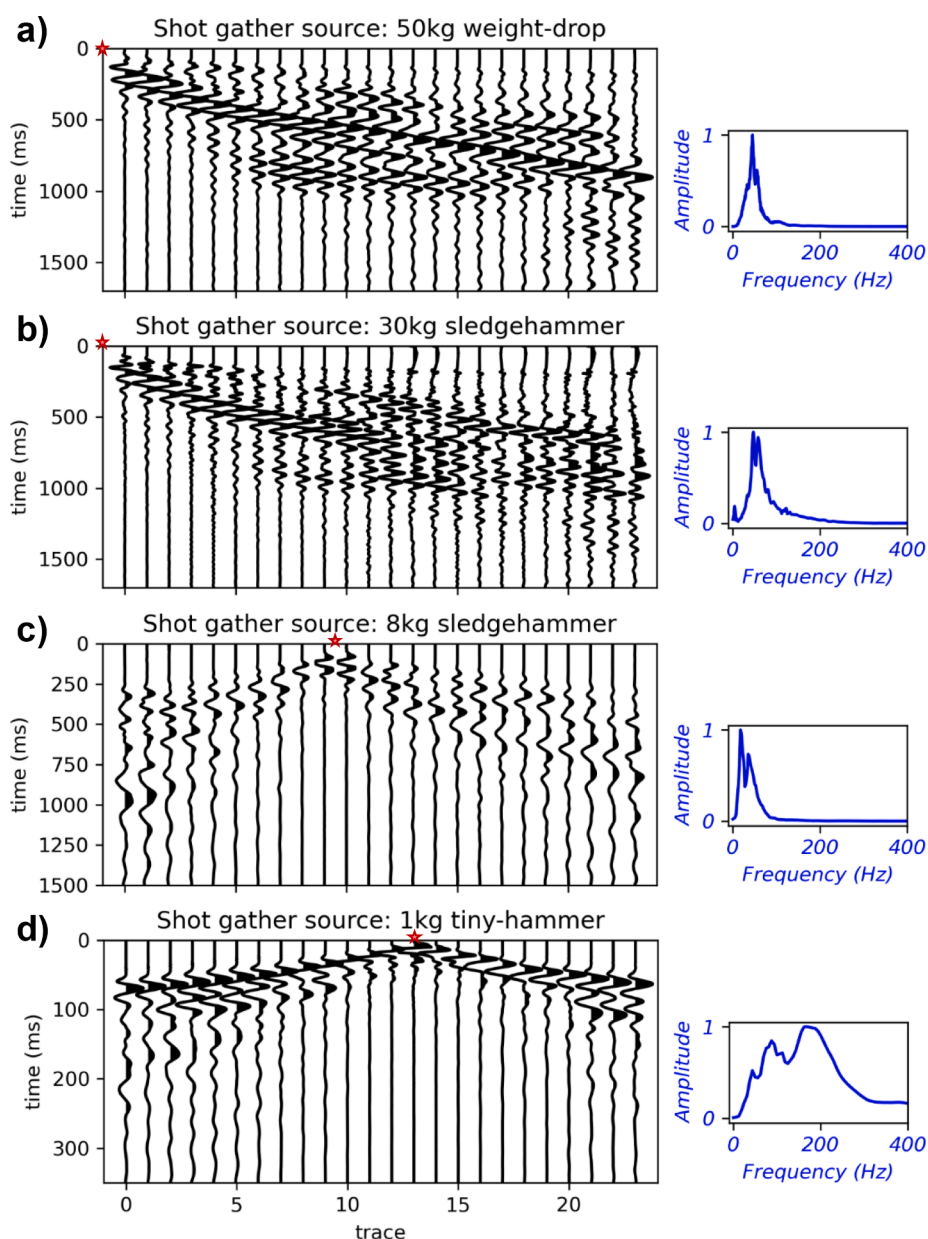 a)
Shot gather source: 50kg weight-drop
0
500
1000
1500
time (ms)
1
0
Amplitude
0 200 400
Frequency (Hz)
b)
Shot gather source: 30kg sledgehammer
0
500
1000
1500
time (ms)
1
0
Amplitude
0 200 400
Frequency (Hz)
c)
Shot gather source: 8kg sledgehammer
0
250
500
750
1000
1250
1500
time (ms)
1
0
Amplitude
0 200 400
Frequency (Hz)
d)
Shot gather source: 1kg tiny-hammer
0
100
200
300
time (ms)
0 5 10 15 20
trace
1
0
Amplitude
0 200 400
Frequency (Hz)